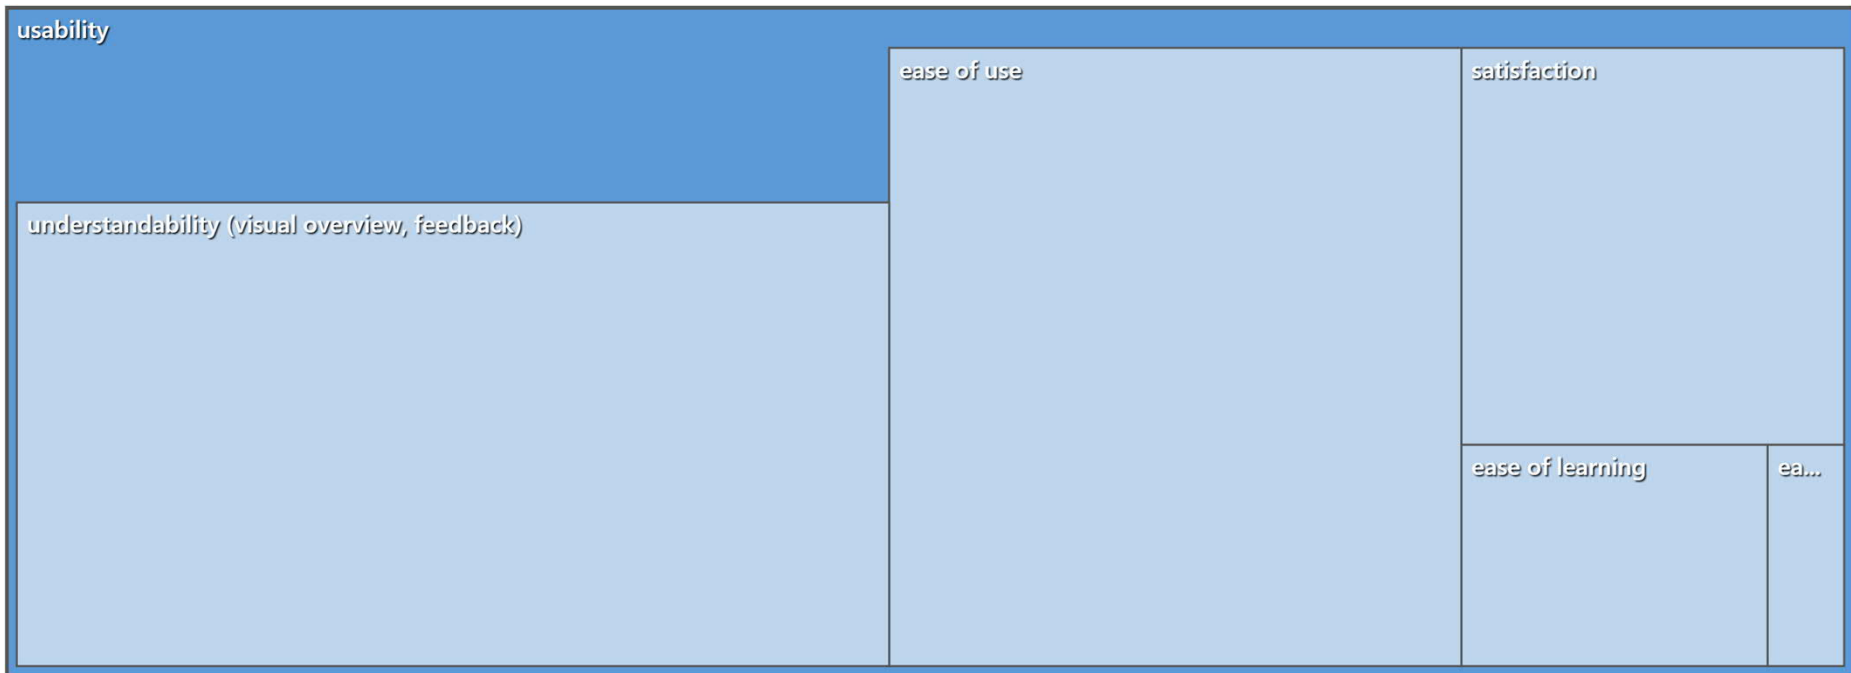 usability
ease of use
satisfaction
understandability (visual overview, feedback)
ease of learning
ea...